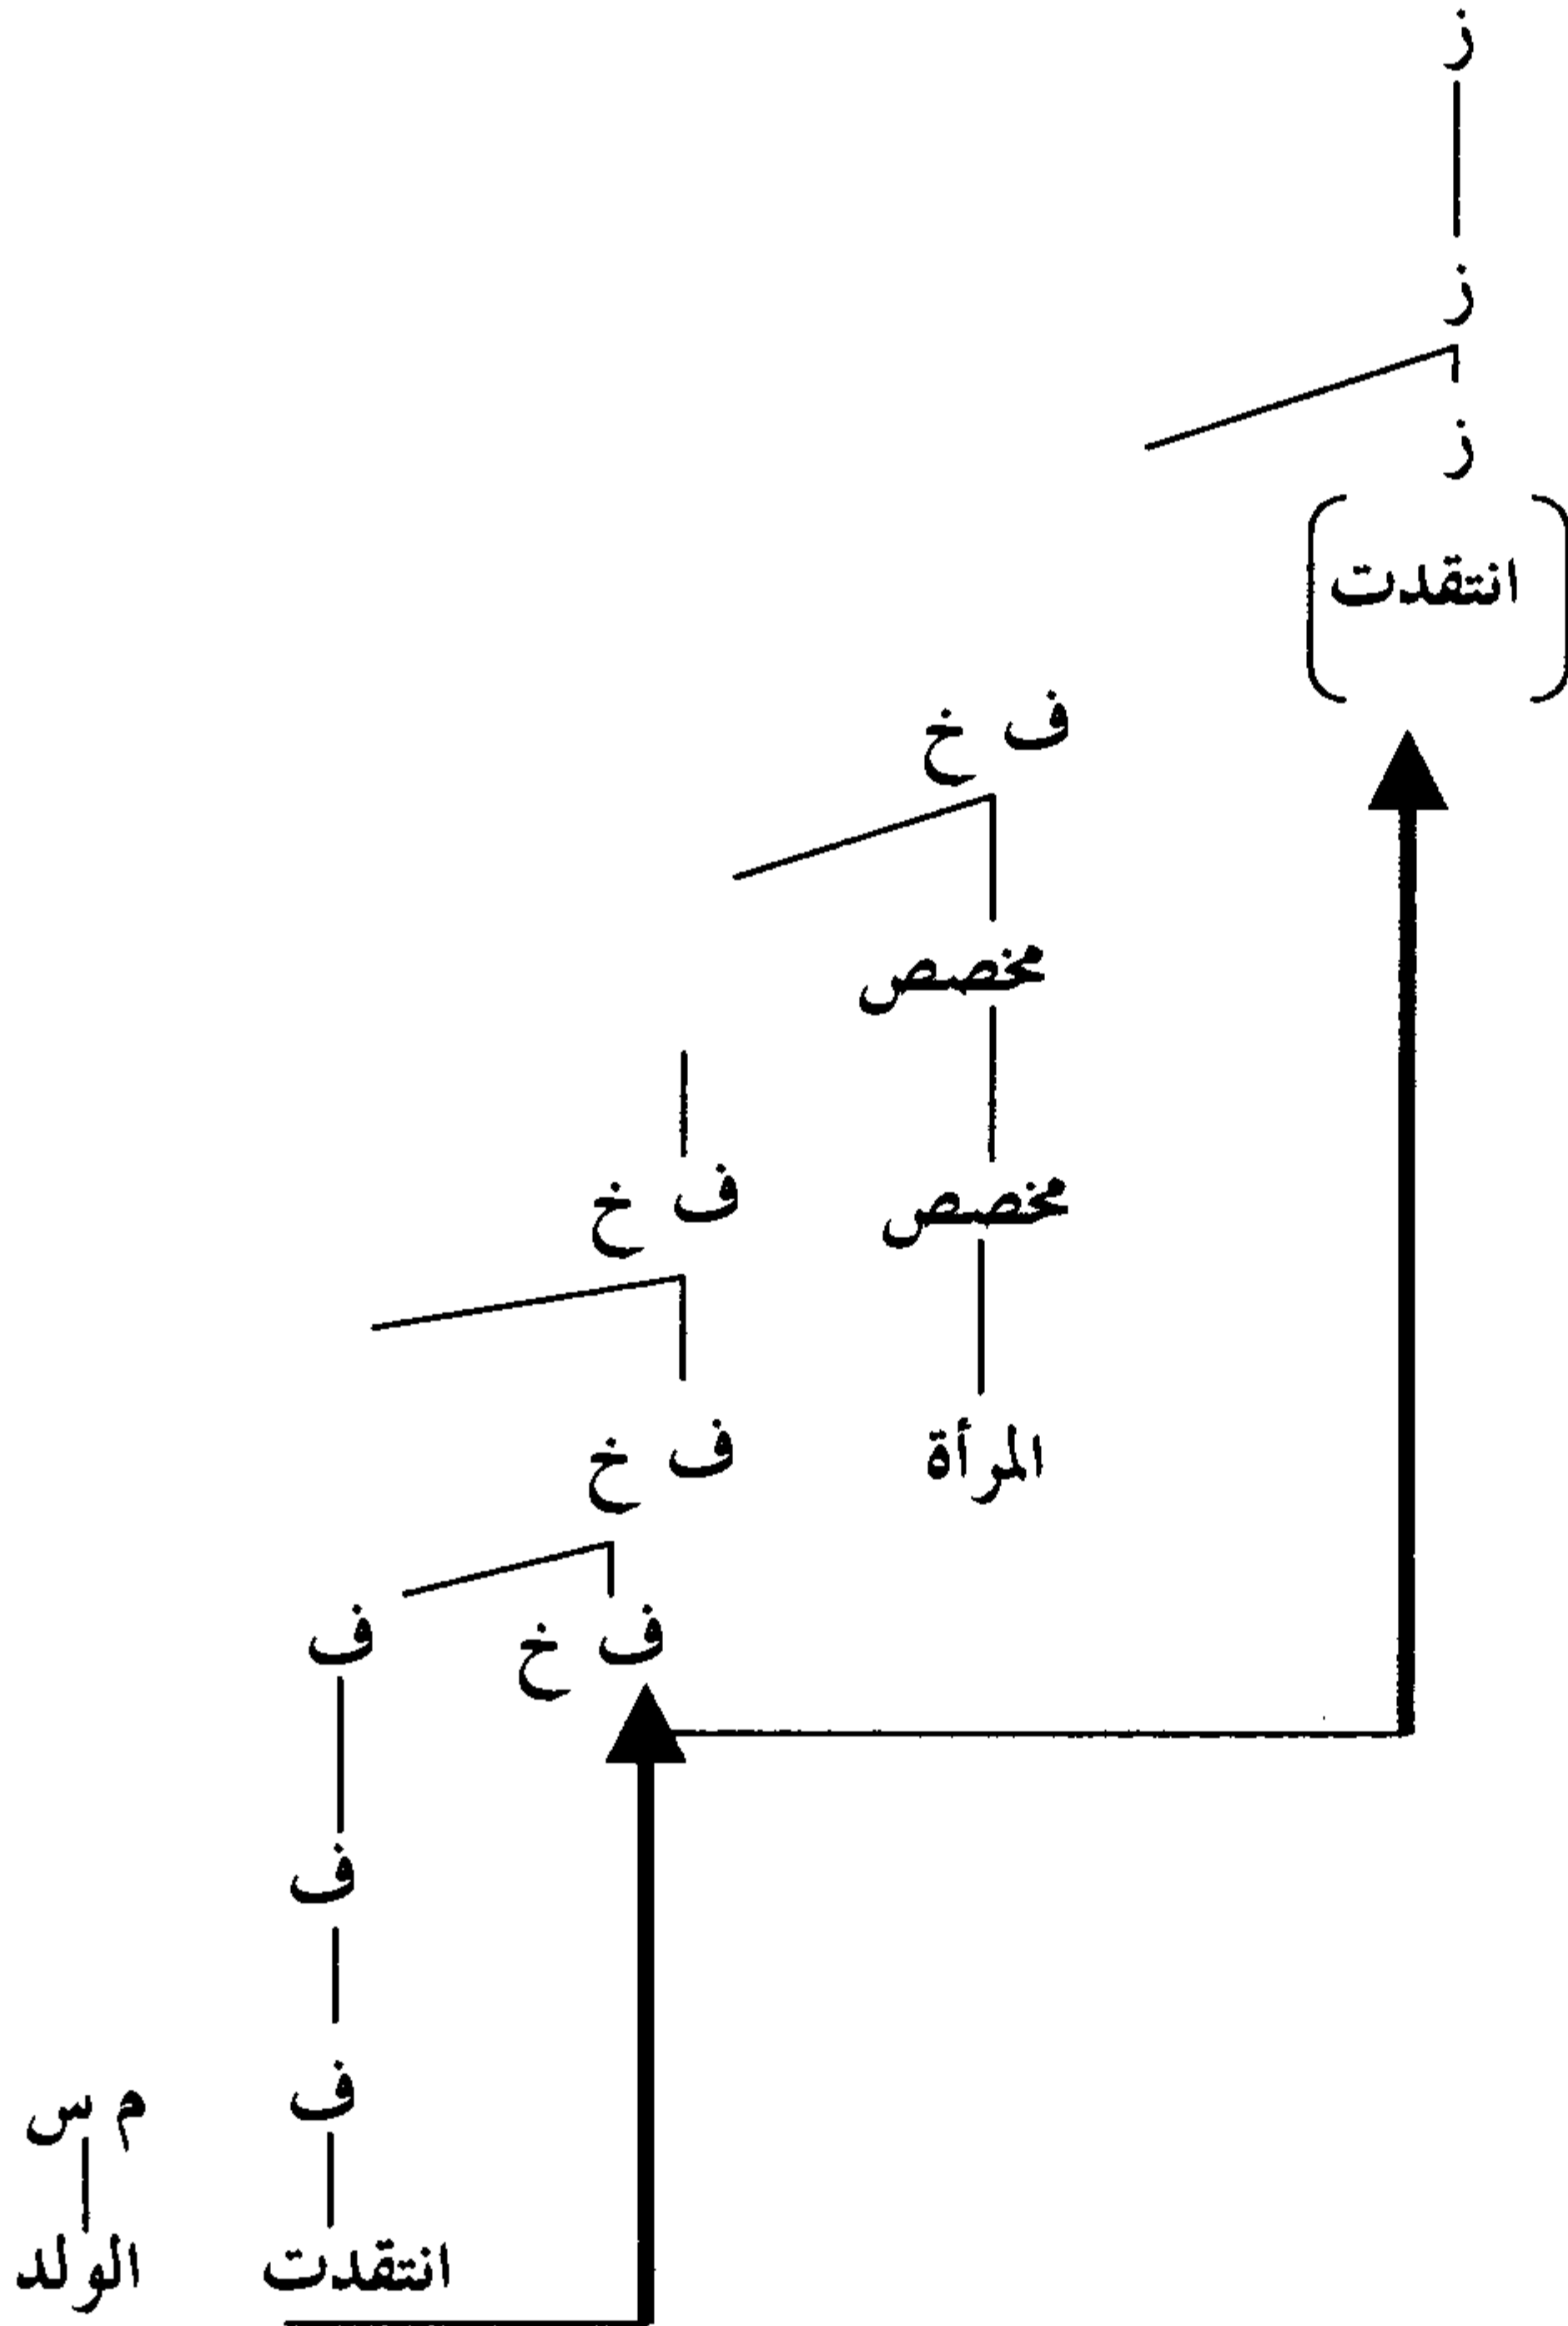 ز
ز
ز
انتقدت
ف خ
مخصص
ف خ
مخصص
ف خ
المرأة
ف خ
ف
ف
ف
م س
انتقدت
الولد